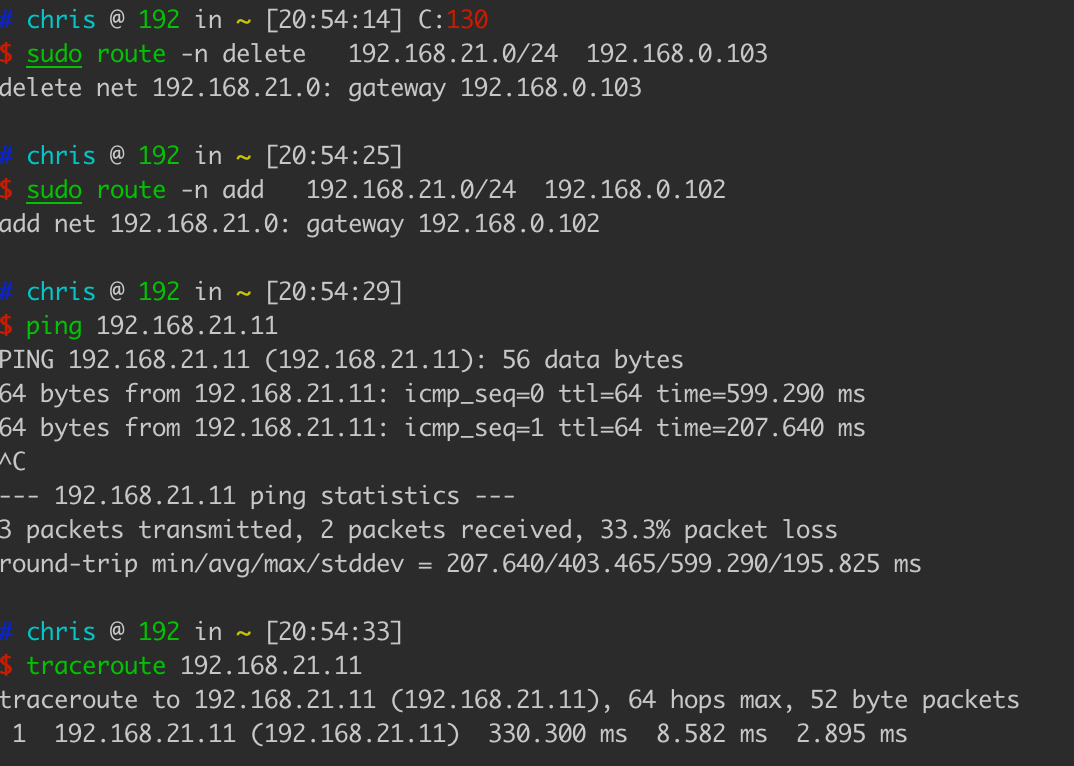 # chris @ 192 in ~ [20:54:14] C:130
$ sudo route -n delete   192.168.21.0/24  192.168.0.103
delete net 192.168.21.0: gateway 192.168.0.103
# chris @ 192 in ~ [20:54:25]
$ sudo route -n add   192.168.21.0/24  192.168.0.102
add net 192.168.21.0: gateway 192.168.0.102
# chris @ 192 in ~ [20:54:29]
$ ping 192.168.21.11
PING 192.168.21.11 (192.168.21.11): 56 data bytes
64 bytes from 192.168.21.11: icmp_seq=0 ttl=64 time=599.290 ms
64 bytes from 192.168.21.11: icmp_seq=1 ttl=64 time=207.640 ms
^C
--- 192.168.21.11 ping statistics ---
3 packets transmitted, 2 packets received, 33.3% packet loss
round-trip min/avg/max/stddev = 207.640/403.465/599.290/195.825 ms
# chris @ 192 in ~ [20:54:33]
$ traceroute 192.168.21.11
traceroute to 192.168.21.11 (192.168.21.11), 64 hops max, 52 byte packets
 1  192.168.21.11 (192.168.21.11)  330.300 ms  8.582 ms  2.895 ms